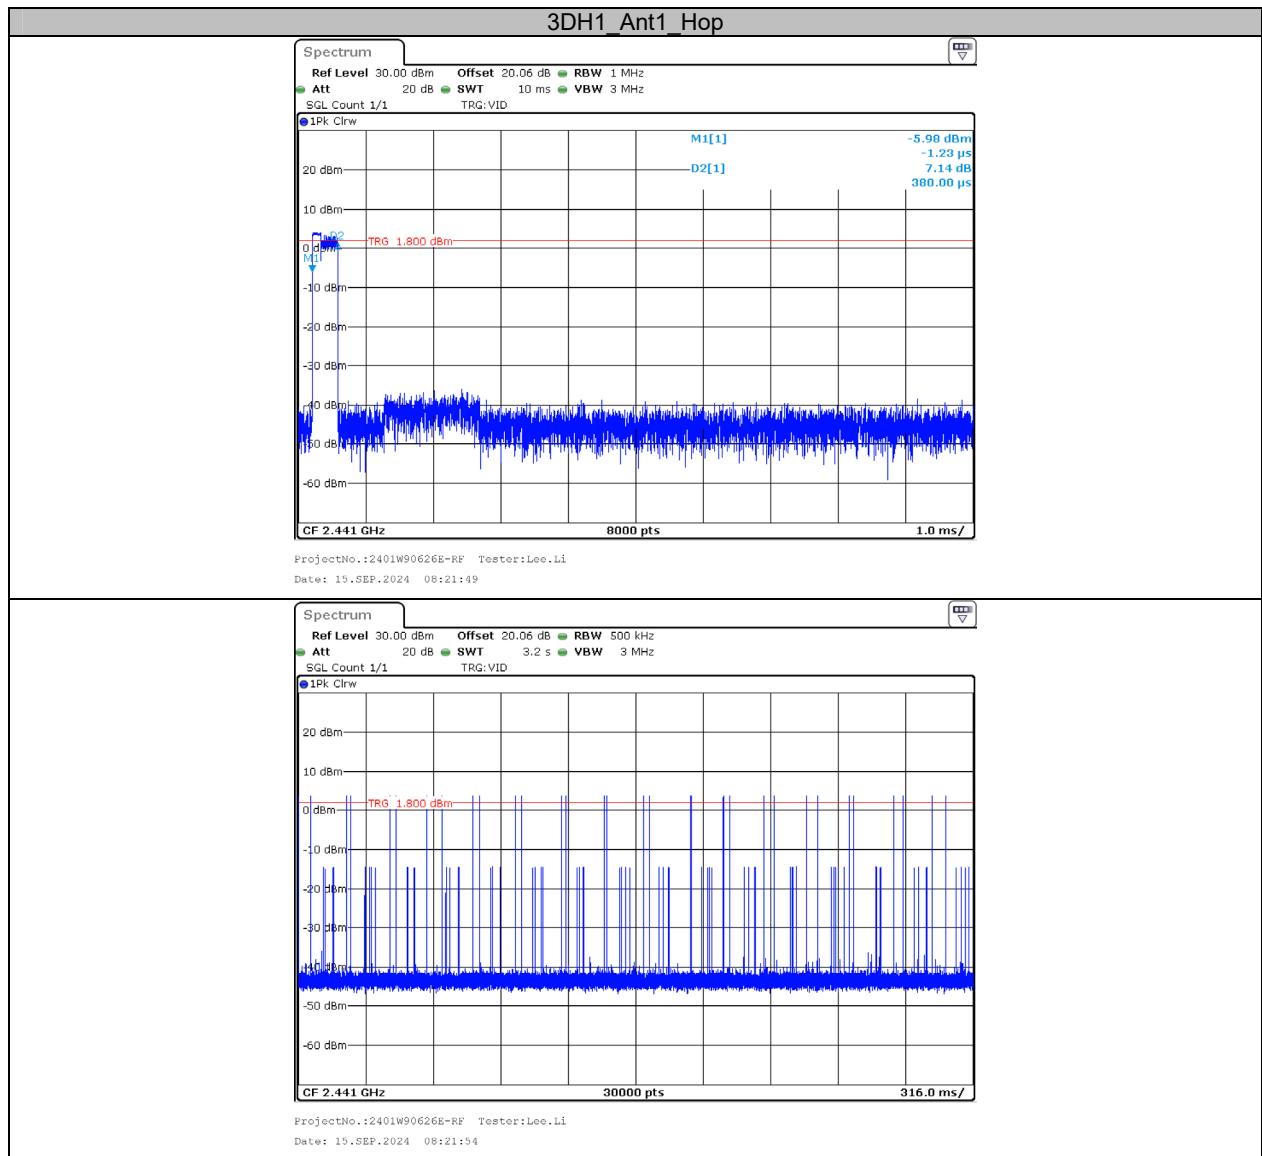 3DH1_Ant1_Hop
Spectrum
Ref Level 30.00 dBm Offset 20.06 dB RBW 1 MHz
Att 20 dB SWT 10 ms VBW 3 MHz
SGL Count 1/1 TRG:VID
1Pk Clrw
M1[1] -5.98 dBm
-1.23 µs
D2[1] 7.14 dB
380.00 µs
20 dBm
10 dBm
D2
TRG 1.800 dBm
0 dBm
M1
-10 dBm
-20 dBm
-30 dBm
-40 dBm
-50 dBm
-60 dBm
CF 2.441 GHz 8000 pts 1.0 ms/
ProjectNo.:2401W90626E-RF Tester:Lee.Li
Date: 15.SEP.2024 08:21:49
Spectrum
Ref Level 30.00 dBm Offset 20.06 dB RBW 500 kHz
Att 20 dB SWT 3.2 s VBW 3 MHz
SGL Count 1/1 TRG:VID
1Pk Clrw
20 dBm
10 dBm
TRG 1.800 dBm
0 dBm
-10 dBm
-20 dBm
-30 dBm
-40 dBm
-50 dBm
-60 dBm
CF 2.441 GHz 30000 pts 316.0 ms/
ProjectNo.:2401W90626E-RF Tester:Lee.Li
Date: 15.SEP.2024 08:21:54